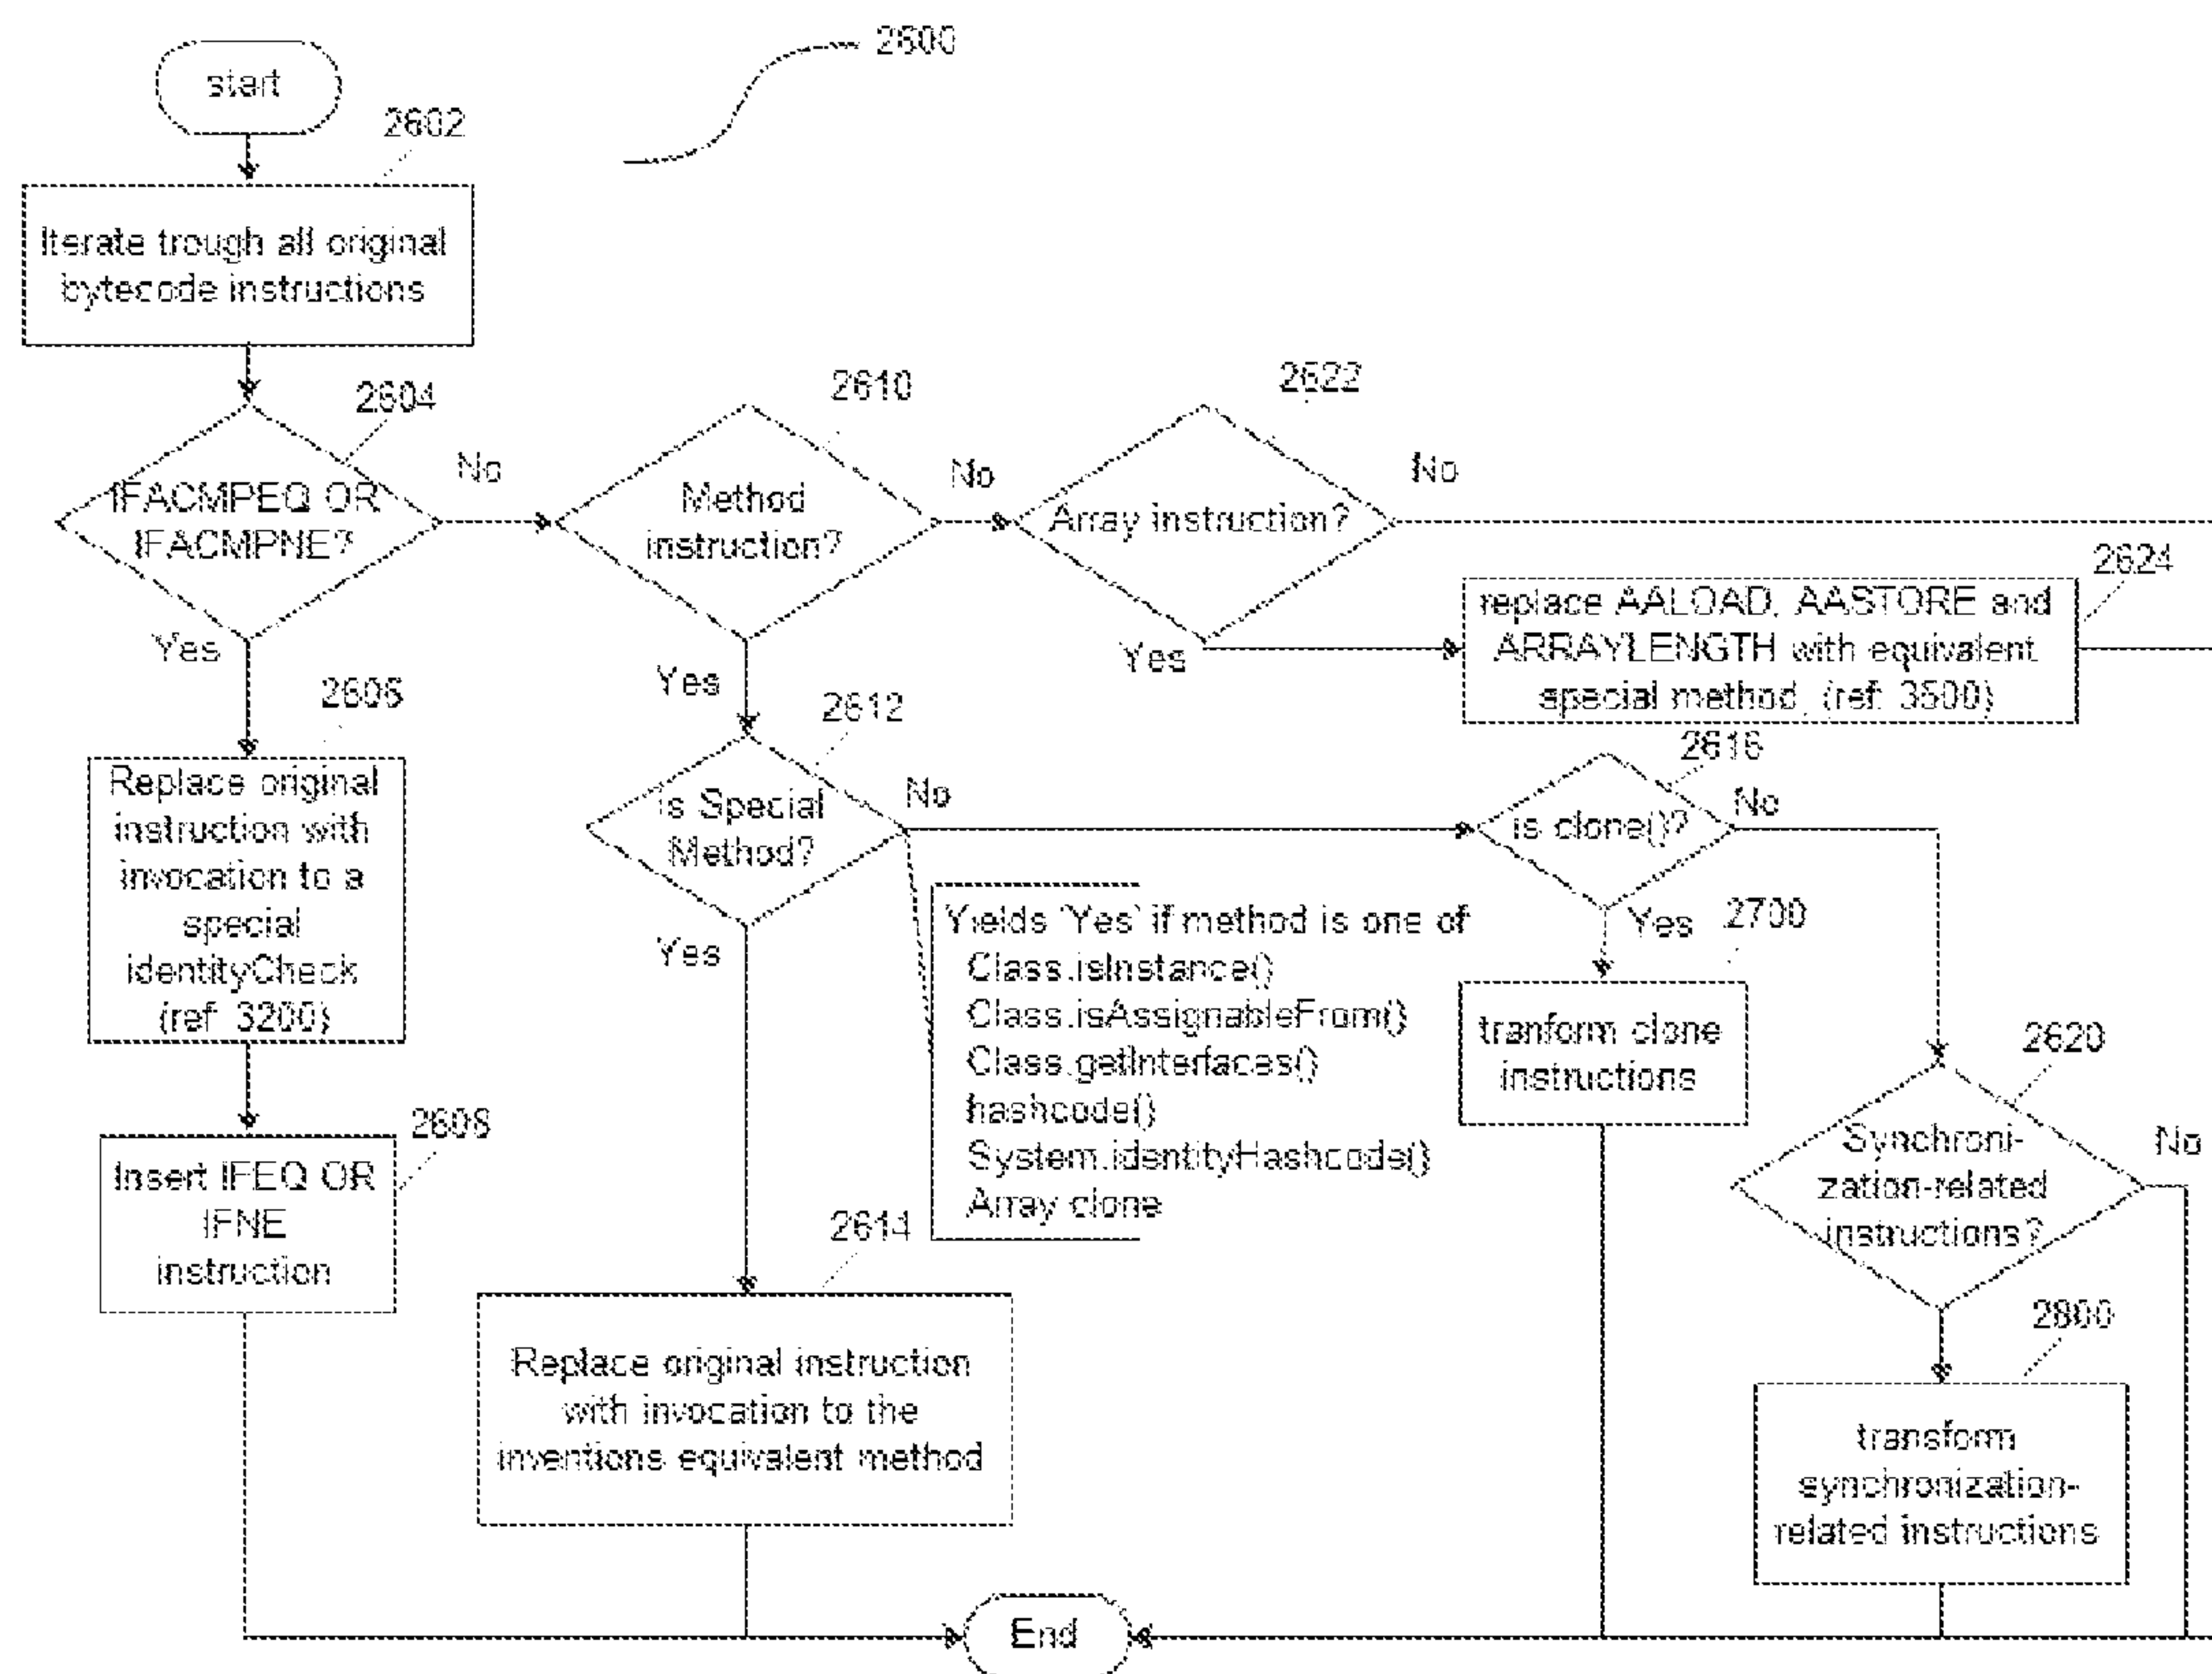 start
2600
2602
Iterate trough all original
bytecode instructions
2604
IFACMPEQ OR
IFACMPNE?
No
Yes
2610
Method
instruction?
No
Yes
2622
Array instruction?
No
Yes
2624
replace AALOAD, AASTORE and
ARRAYLENGTH with equivalent
special method (ref: 3500)
2606
Replace original
instruction with
invocation to a
special
identityCheck
(ref: 3200)
2608
Insert IFEQ OR
IFNE
instruction
2612
is Special
Method?
No
Yes
Yields 'Yes' if method is one of
Class.isInstance()
Class.isAssignableFrom()
Class.getInterfaces()
hashcode()
System.identityHashcode()
Array clone
2614
Replace original instruction
with invocation to the
inventions equivalent method
2616
is clone()?
No
Yes
2700
tranform clone
instructions
2620
Synchroni-
zation-related
instructions?
No
2800
transform
synchronization-
related instructions
End